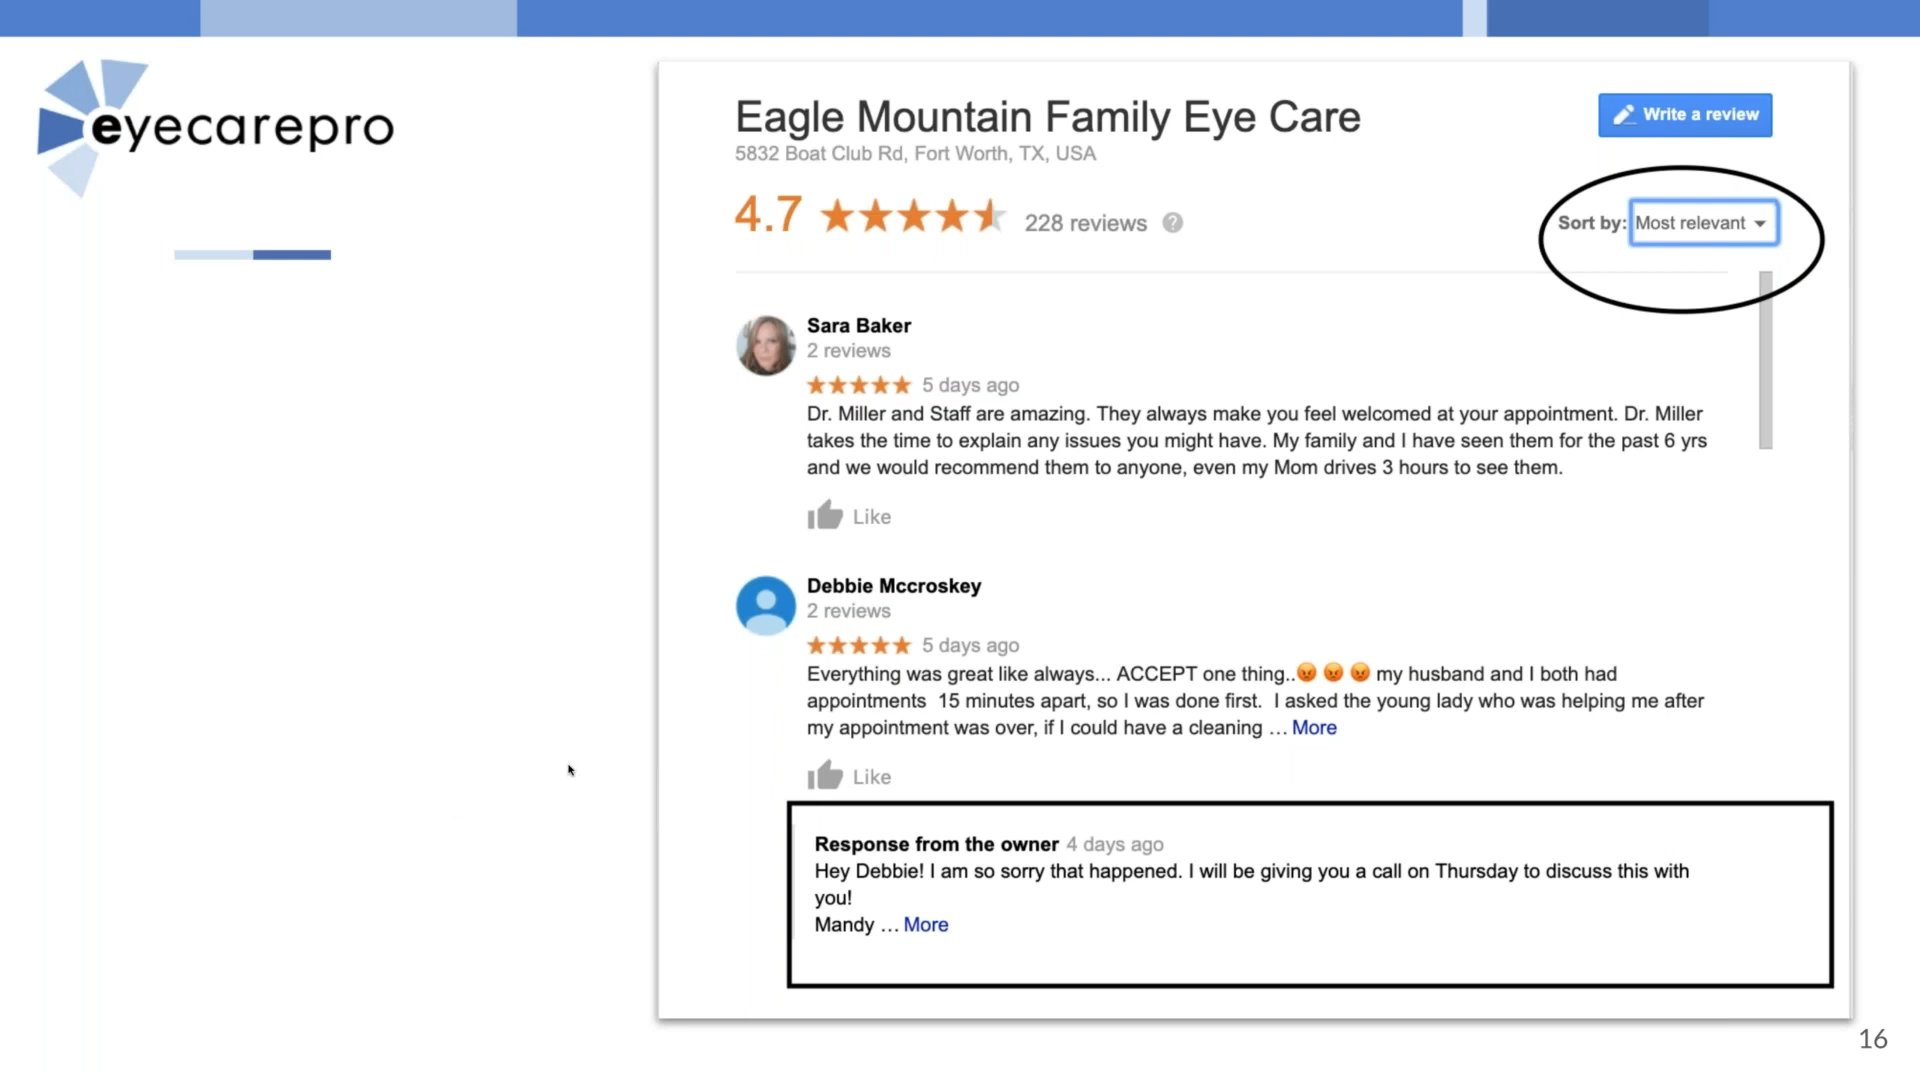 eyecarepro
Eagle Mountain Family Eye Care
Write a review
5832 Boat Club Rd, Fort Worth, TX, USA
4.7 228 reviews ?
Sort by: Most relevant
Sara Baker
2 reviews
5 days ago
Dr. Miller and Staff are amazing. They always make you feel welcomed at your appointment. Dr. Miller
takes the time to explain any issues you might have. My family and I have seen them for the past 6 yrs
and we would recommend them to anyone, even my Mom drives 3 hours to see them.
Like
Debbie Mccroskey
2 reviews
5 days ago
Everything was great like always... ACCEPT one thing..😡 😡 😡 my husband and I both had
appointments  15 minutes apart, so I was done first.  I asked the young lady who was helping me after
my appointment was over, if I could have a cleaning … More
Like
Response from the owner 4 days ago
Hey Debbie! I am so sorry that happened. I will be giving you a call on Thursday to discuss this with
you!
Mandy … More
16